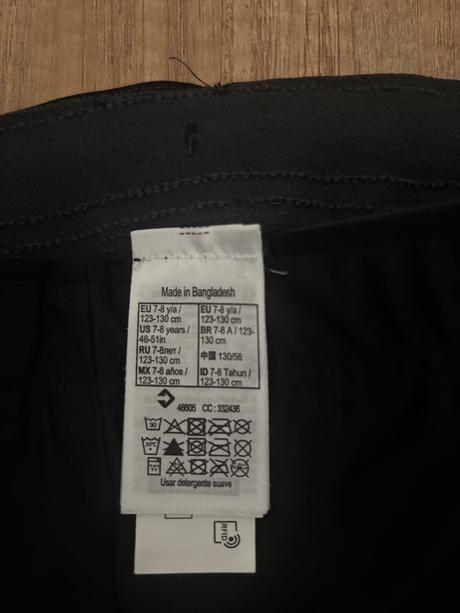 Made in Bangladesh
EU 7-8 y/a / EU 7-8 y/a /
123-130 cm 123-130 cm
US 7-8 years / BR 7-8 A / 123-
48-51in 130 cm
RU 7-8лет / 中国 130/56
123-130 cm
MX 7-8 años / ID 7-8 Tahun /
123-130 cm 123-130 cm
46605 CC: 332436
30
30°C
Usar detergente suave
RFID